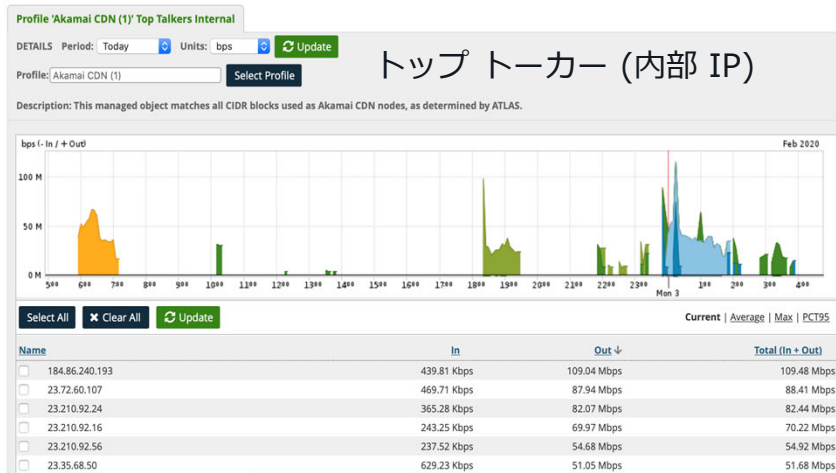 Profile 'Akamai CDN (1)' Top Talkers Internal
DETAILS Period: Today Units: bps Update
トップ トーカー (内部 IP)
Profile: Akamai CDN (1) Select Profile
Description: This managed object matches all CIDR blocks used as Akamai CDN nodes, as determined by ATLAS.
bps (- In / + Out) Feb 2020
100 M
50 M
0 M
500 600 700 800 900 1000 1100 1200 1300 1400 1500 1600 1700 1800 1900 2000 2100 2200 2300 100 200 300 400
Mon 3
Select All Clear All Update Current | Average | Max | PCT95
Name In Out Total (In + Out)
184.86.240.193 439.81 Kbps 109.04 Mbps 109.48 Mbps
23.72.60.107 469.71 Kbps 87.94 Mbps 88.41 Mbps
23.210.92.24 365.28 Kbps 82.07 Mbps 82.44 Mbps
23.210.92.16 243.25 Kbps 69.97 Mbps 70.22 Mbps
23.210.92.56 237.52 Kbps 54.68 Mbps 54.92 Mbps
23.35.68.50 629.23 Kbps 51.05 Mbps 51.68 Mbps